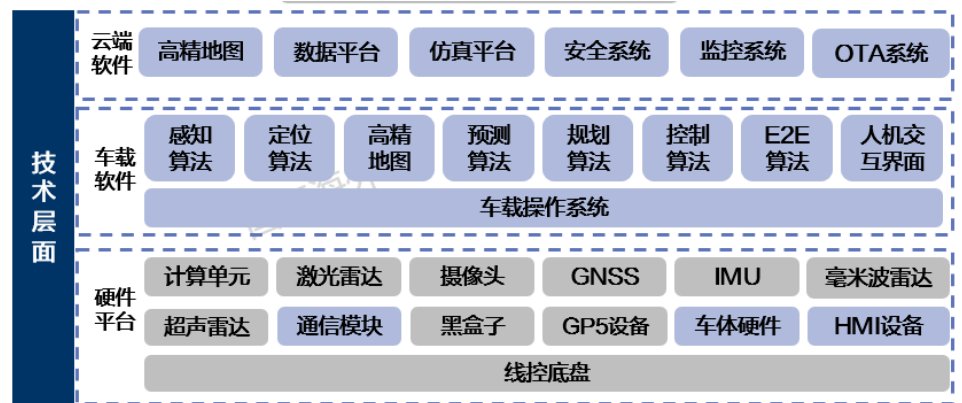 技术层面
云端
软件
高精地图
数据平台
仿真平台
安全系统
监控系统
OTA系统
车载
软件
感知
算法
定位
算法
高精
地图
预测
算法
规划
算法
控制
算法
E2E
算法
人机交
互界面
车载操作系统
硬件
平台
计算单元
激光雷达
摄像头
GNSS
IMU
毫米波雷达
超声雷达
通信模块
黑盒子
GP5设备
车体硬件
HMI设备
线控底盘